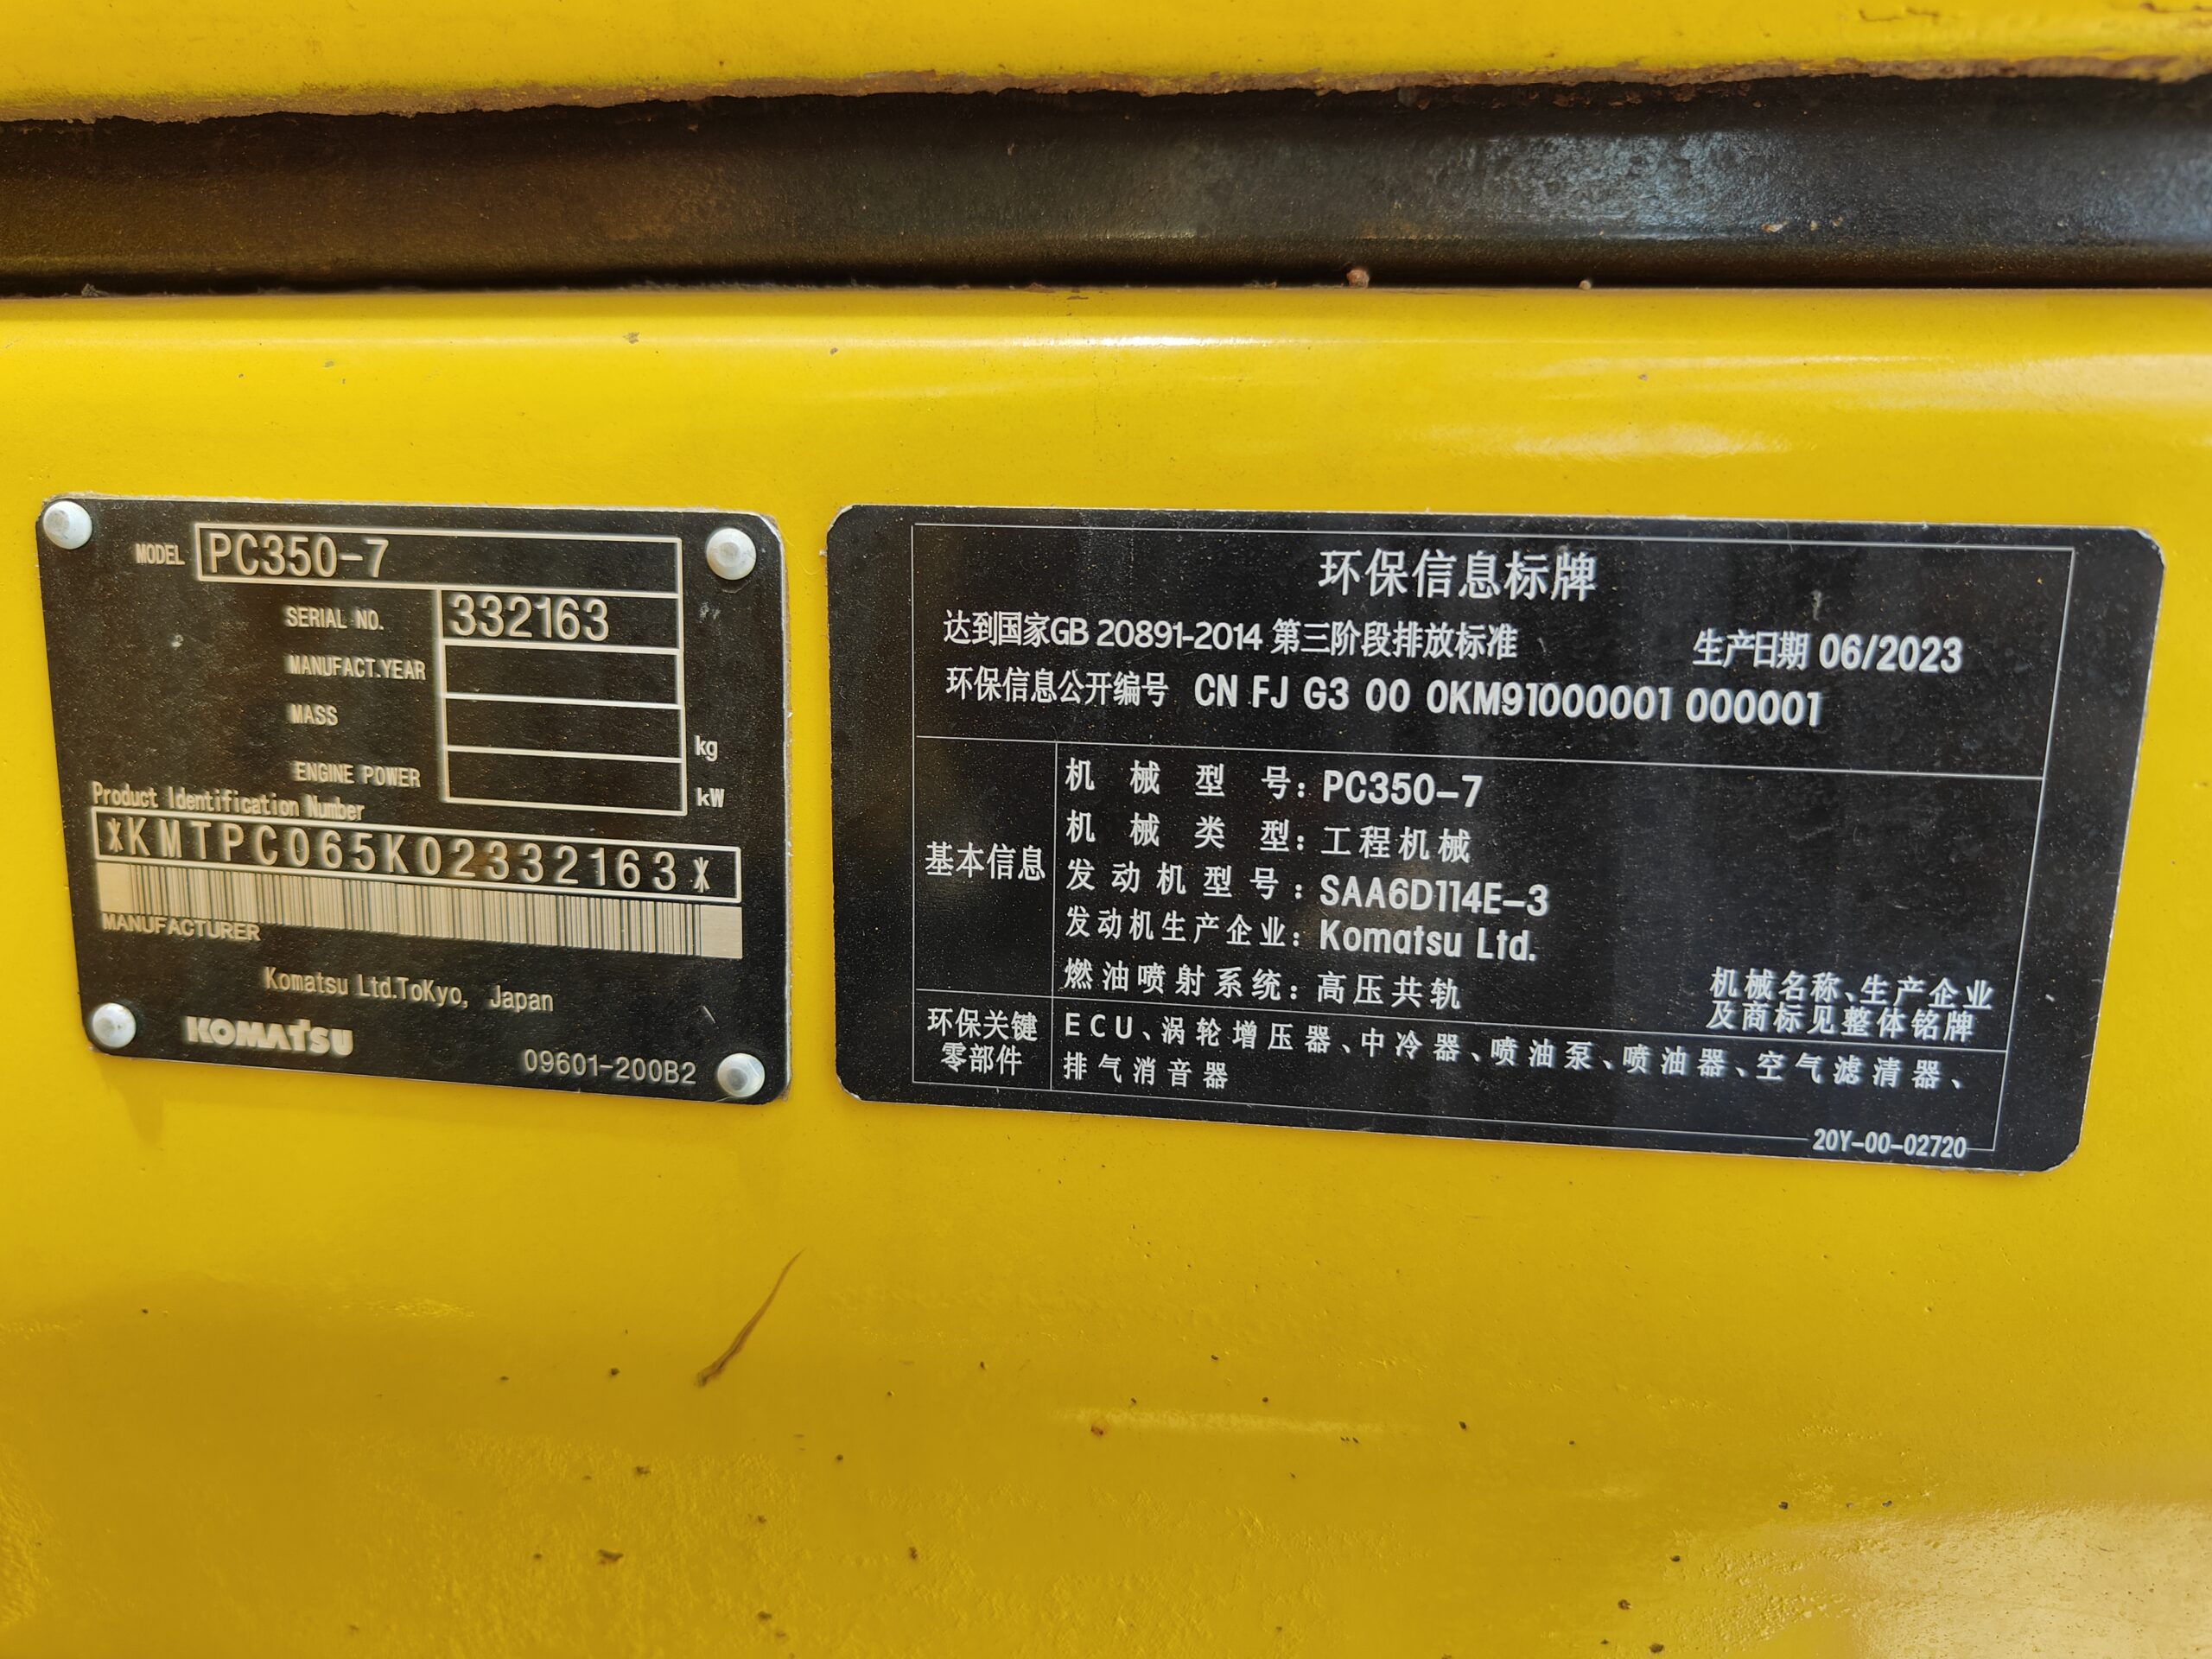 MODEL PC350-7
SERIAL NO. 332163
MANUFACT.YEAR
MASS kg
ENGINE POWER kW
Product Identification Number
*KMTPC065K02332163*
MANUFACTURER
Komatsu Ltd.ToKyo, Japan
KOMATSU
09601-200B2
环保信息标牌
达到国家GB 20891-2014 第三阶段排放标准 生产日期 06/2023
环保信息公开编号 CN FJ G3 00 0KM91000001 000001
基本信息
机械型号：PC350-7
机械类型：工程机械
发动机型号：SAA6D114E-3
发动机生产企业：Komatsu Ltd.
燃油喷射系统：高压共轨
机械名称、生产企业
及商标见整体铭牌
环保关键
零部件
ECU、涡轮增压器、中冷器、喷油泵、喷油器、空气滤清器、
排气消音器
20Y-00-02720